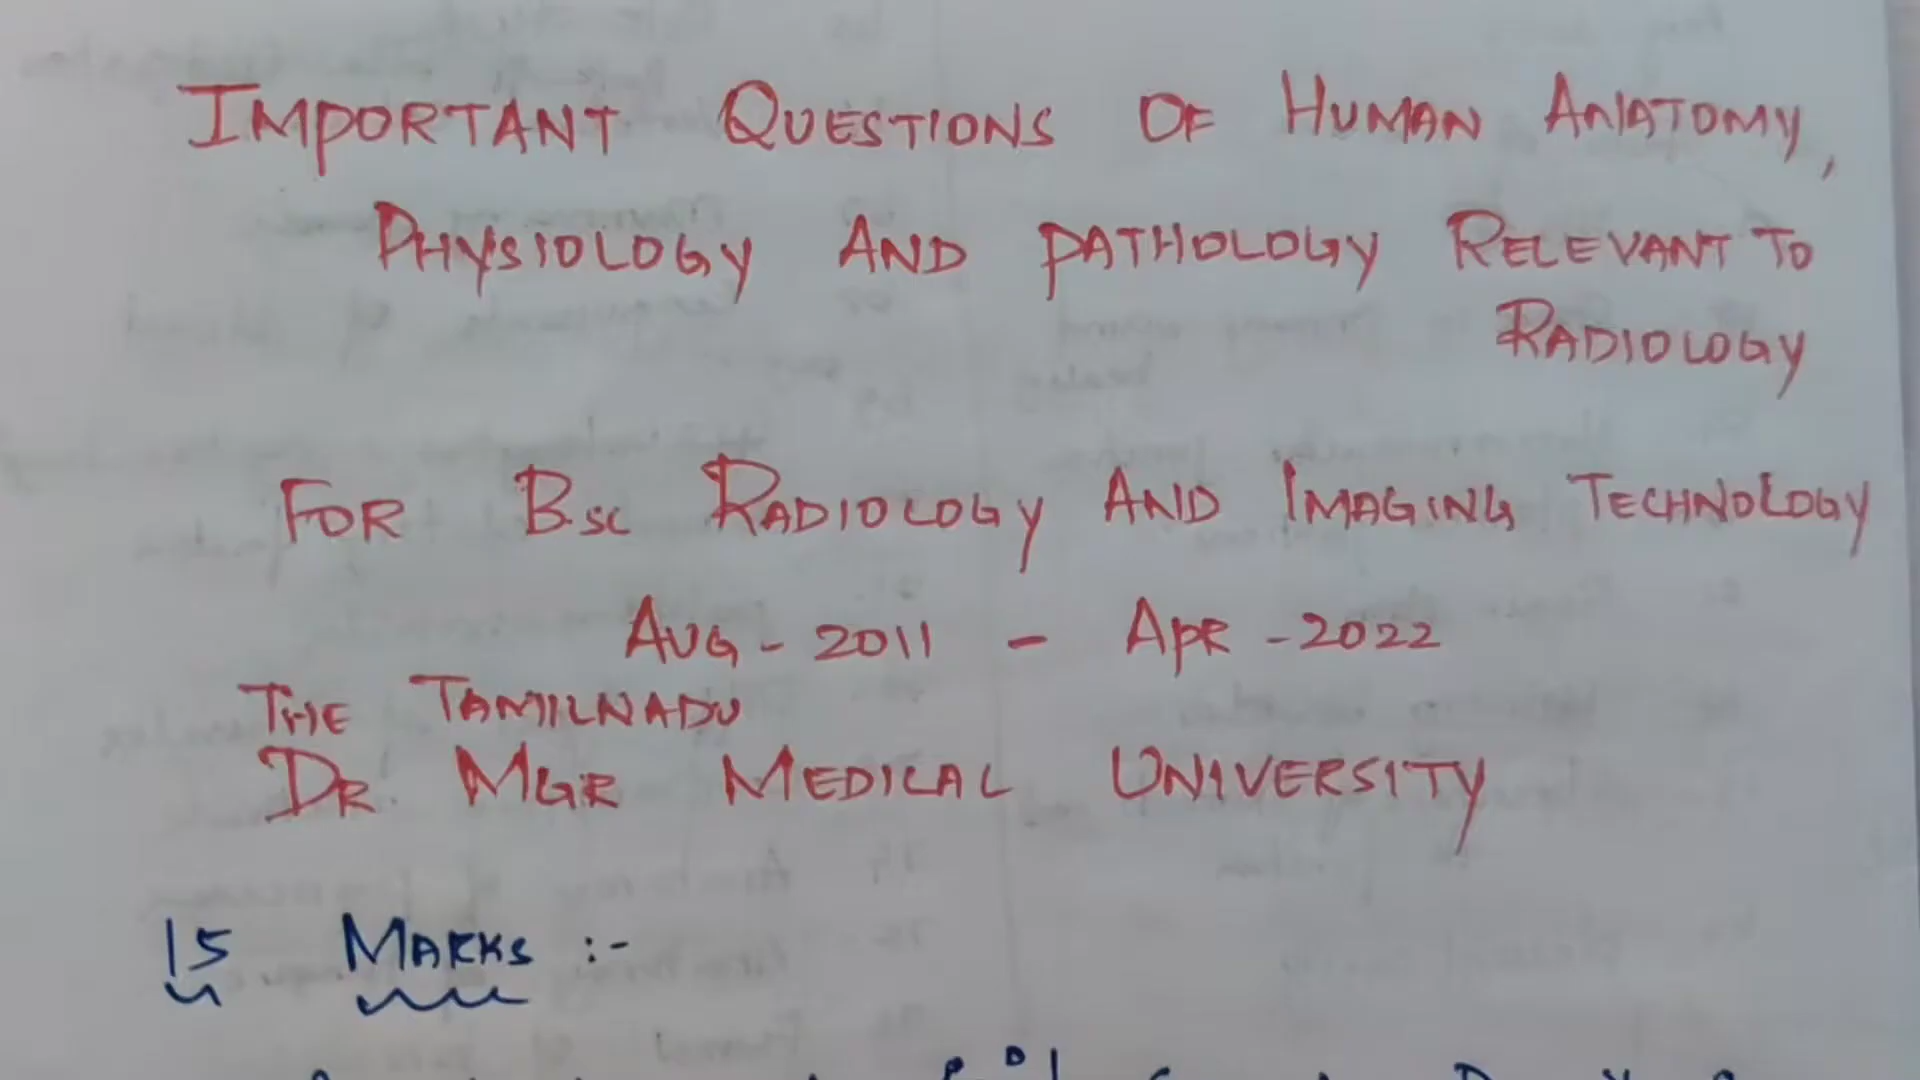 IMPORTANT QUESTIONS OF HUMAN ANATOMY,
PHYSIOLOGY AND PATHOLOGY RELEVANT TO
RADIOLOGY
FOR B.SC RADIOLOGY AND IMAGING TECHNOLOGY
AUG - 2011 - APR - 2022
THE TAMILNADU
DR. MGR MEDICAL UNIVERSITY
15 MARKS :-